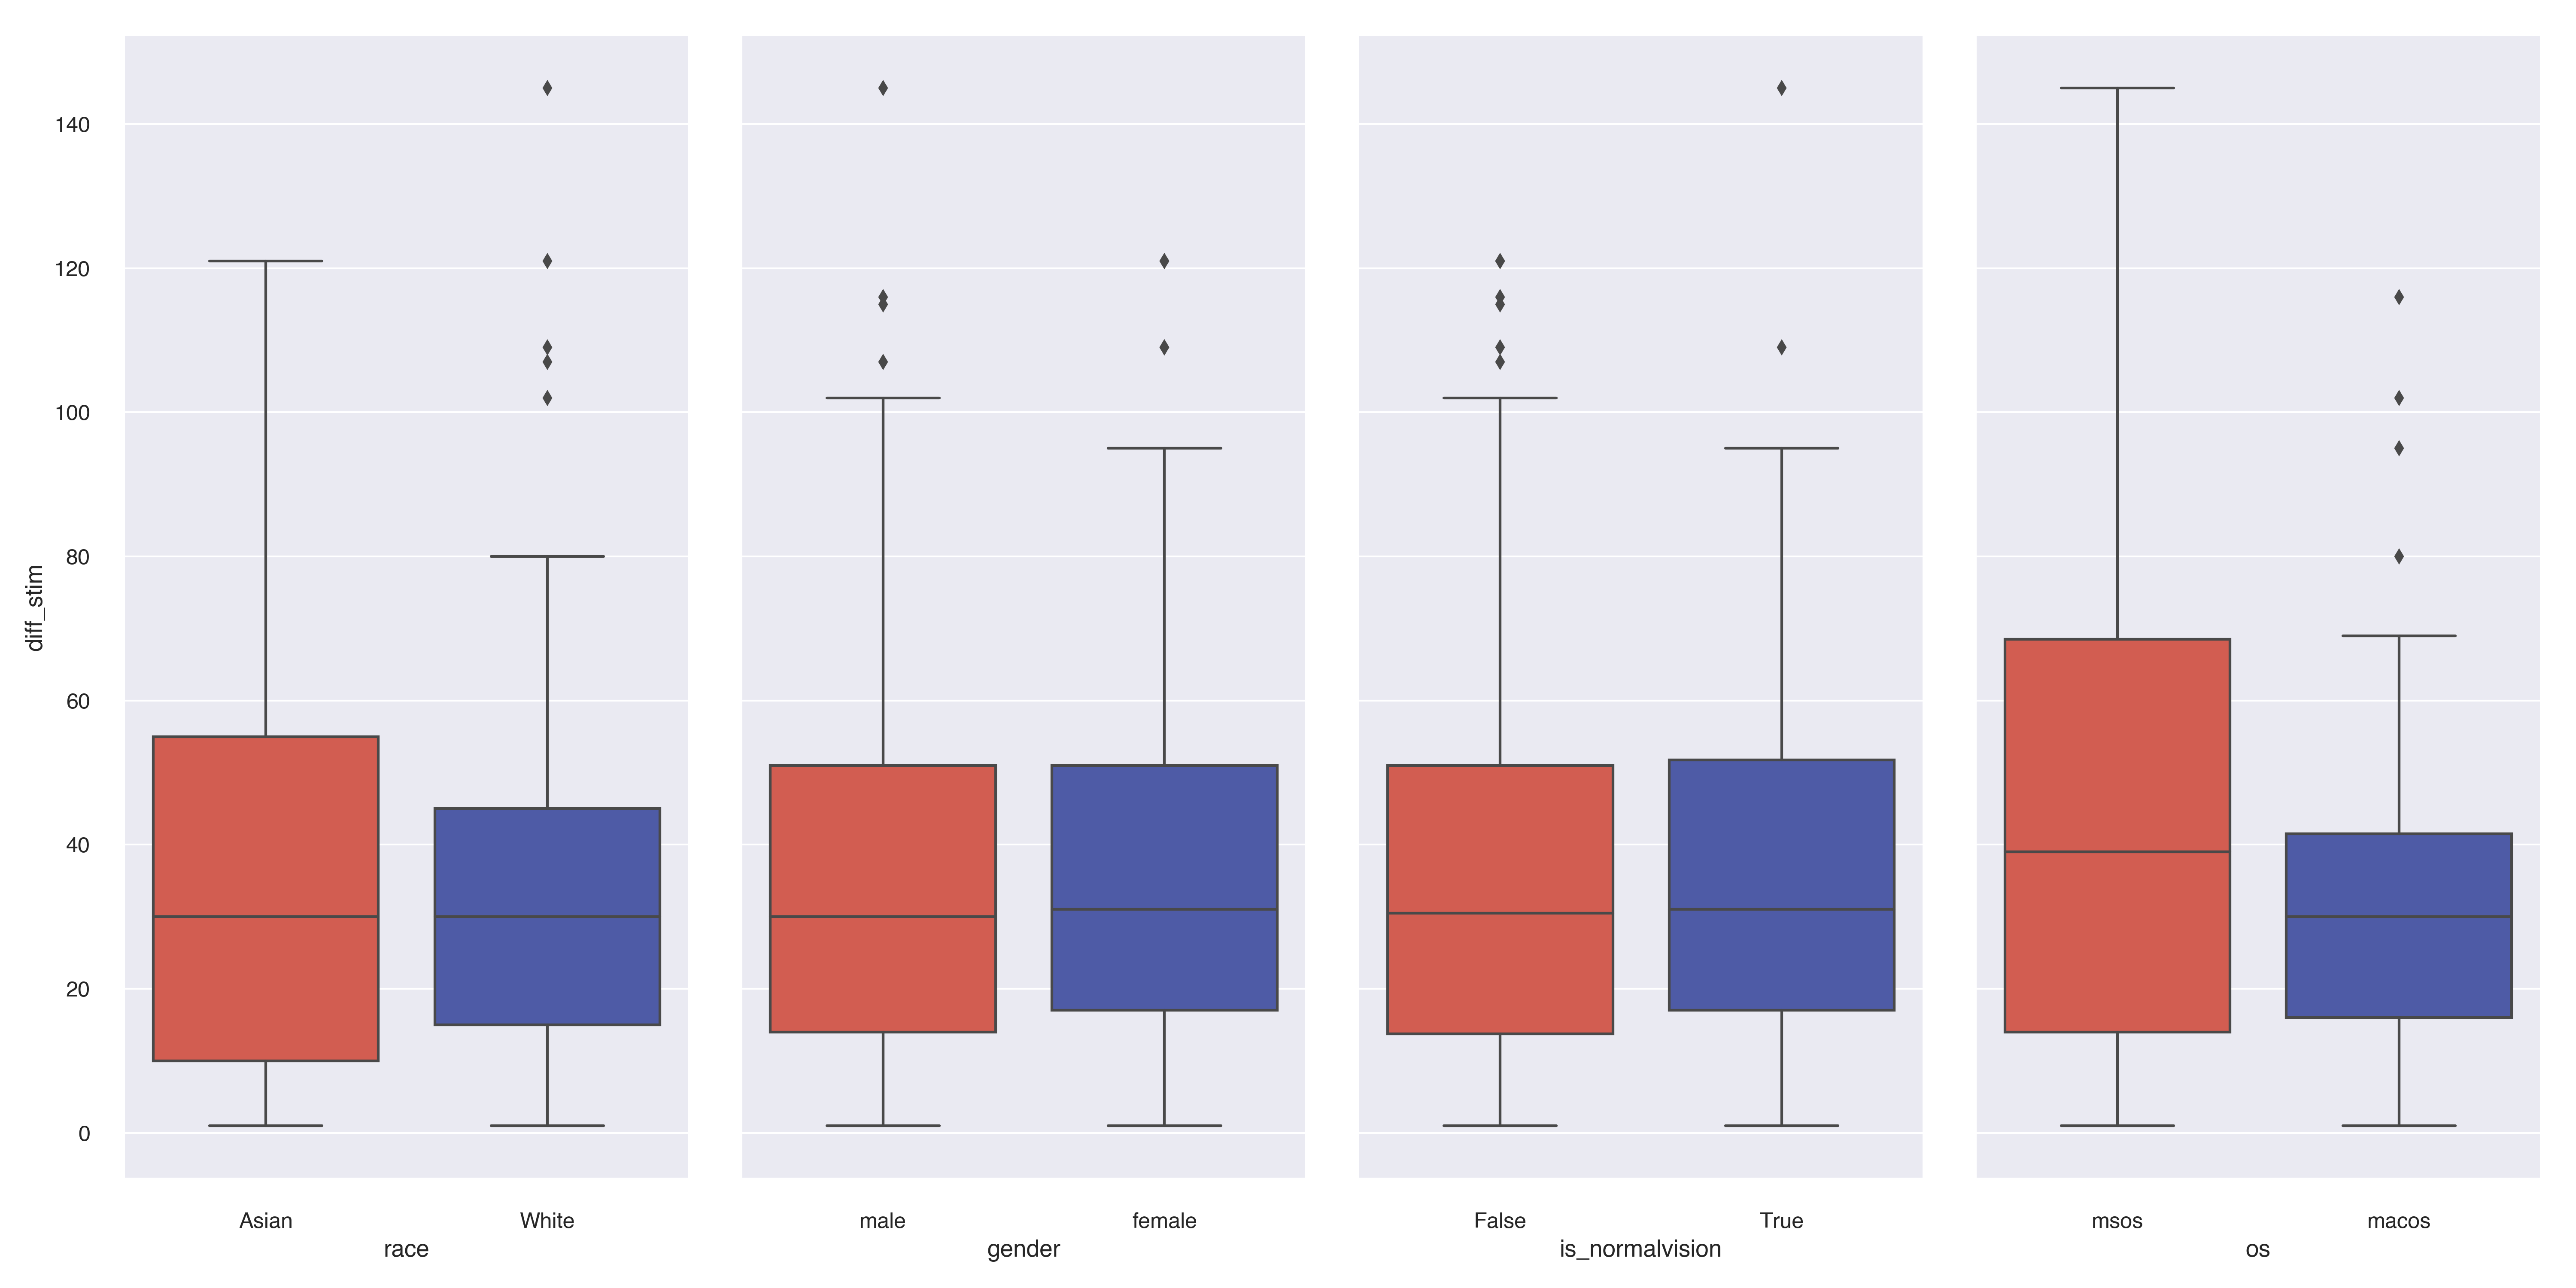 diff_stim
140
120
100
80
60
40
20
0
Asian White
race
male female
gender
False True
is_normalvision
msos macos
os